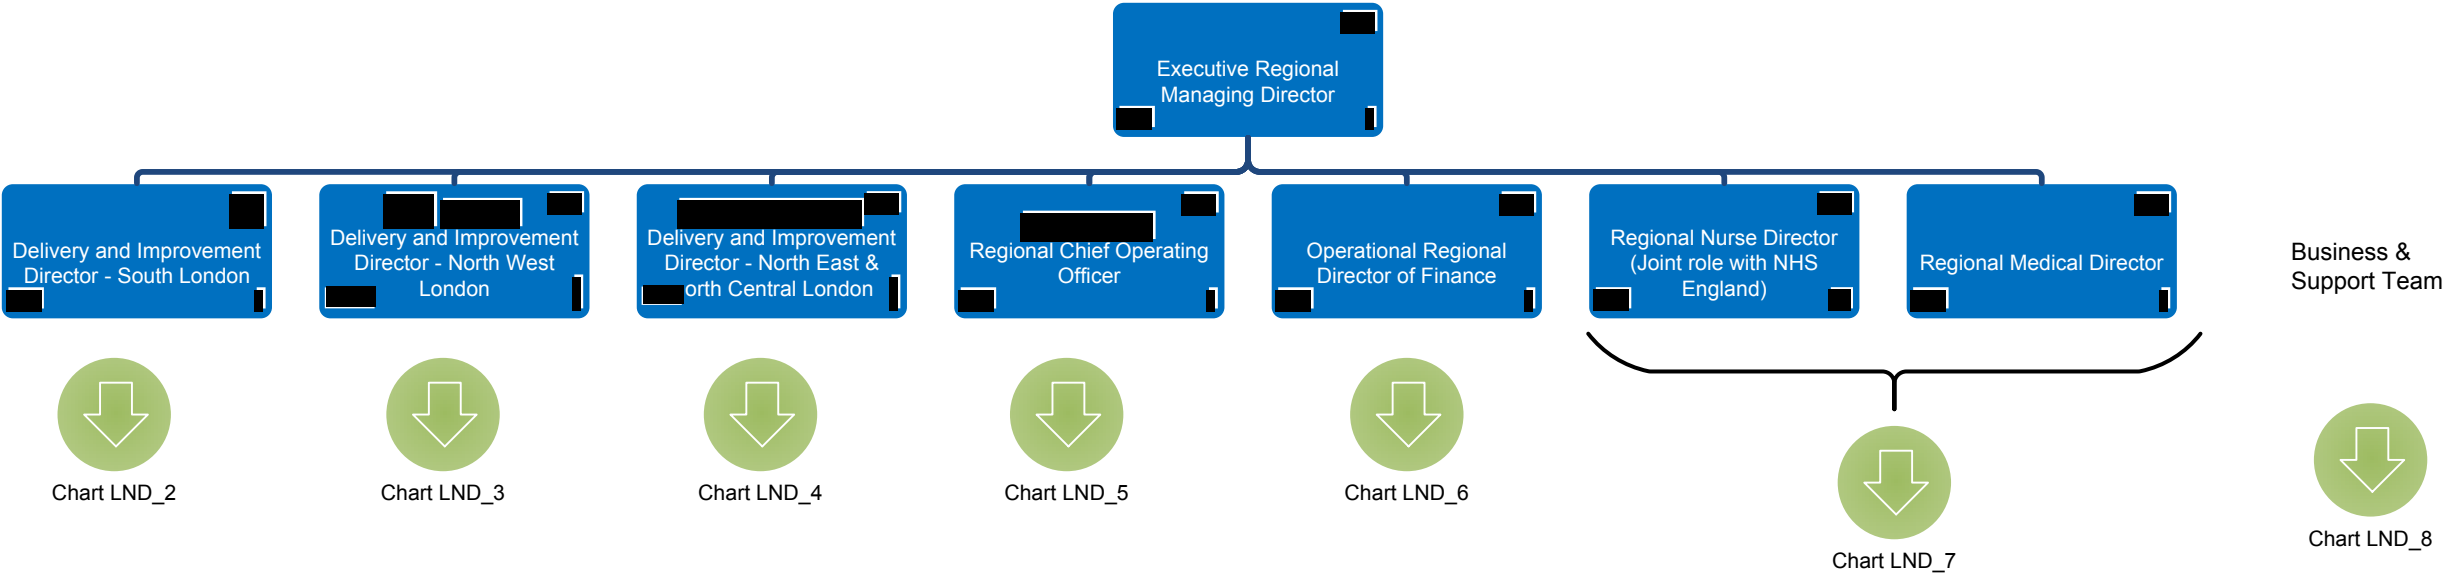 Executive Regional
Managing Director
Delivery and Improvement
Director - South London
Delivery and Improvement
Director - North West
London
Delivery and Improvement
Director - North East &
orth Central London
Regional Chief Operating
Officer
Operational Regional
Director of Finance
Regional Nurse Director
(Joint role with NHS
England)
Regional Medical Director
Business &
Support Team
Chart LND_2
Chart LND_3
Chart LND_4
Chart LND_5
Chart LND_6
Chart LND_7
Chart LND_8